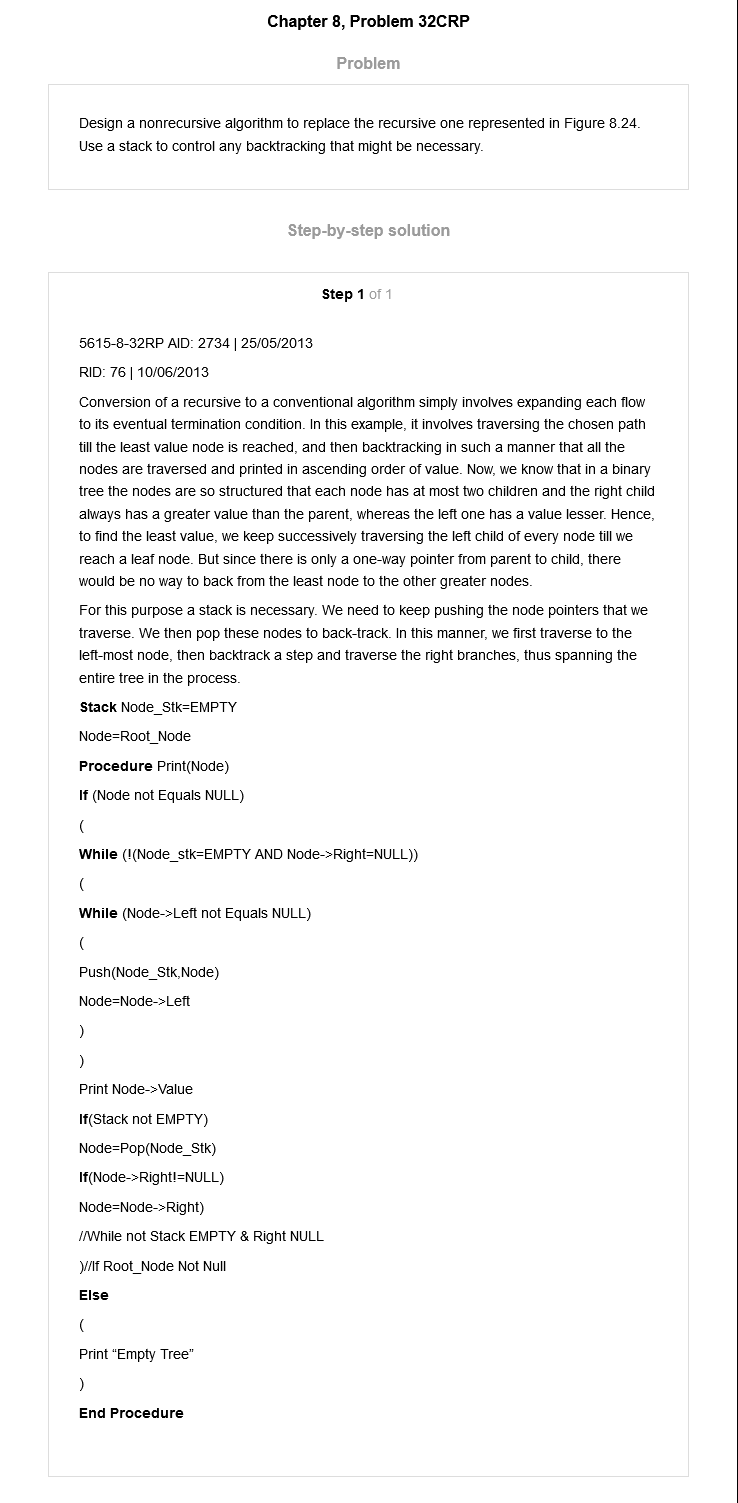 Chapter 8, Problem 32CRP
Problem
Design a nonrecursive algorithm to replace the recursive one represented in Figure 8.24.
Use a stack to control any backtracking that might be necessary.
Step-by-step solution
Step 1 of 1
5615-8-32RP AID: 2734 | 25/05/2013
RID: 76 | 10/06/2013
Conversion of a recursive to a conventional algorithm simply involves expanding each flow
to its eventual termination condition. In this example, it involves traversing the chosen path
till the least value node is reached, and then backtracking in such a manner that all the
nodes are traversed and printed in ascending order of value. Now, we know that in a binary
tree the nodes are so structured that each node has at most two children and the right child
always has a greater value than the parent, whereas the left one has a value lesser. Hence,
to find the least value, we keep successively traversing the left child of every node till we
reach a leaf node. But since there is only a one-way pointer from parent to child, there
would be no way to back from the least node to the other greater nodes.
For this purpose a stack is necessary. We need to keep pushing the node pointers that we
traverse. We then pop these nodes to back-track. In this manner, we first traverse to the
left-most node, then backtrack a step and traverse the right branches, thus spanning the
entire tree in the process.
Stack Node_Stk=EMPTY
Node=Root_Node
Procedure Print(Node)
If (Node not Equals NULL)
(
While (!(Node_stk=EMPTY AND Node->Right=NULL))
(
While (Node->Left not Equals NULL)
(
Push(Node_Stk,Node)
Node=Node->Left
)
)
Print Node->Value
If(Stack not EMPTY)
Node=Pop(Node_Stk)
If(Node->Right!=NULL)
Node=Node->Right)
//While not Stack EMPTY & Right NULL
)//If Root_Node Not Null
Else
(
Print “Empty Tree”
)
End Procedure